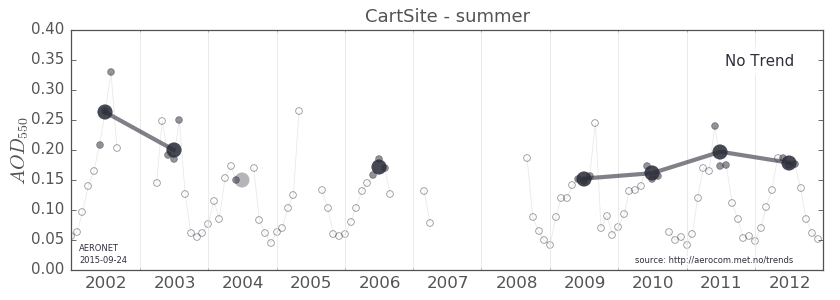 CartSite - summer
0.40
0.35
0.30
0.25
0.20
0.15
0.10
0.05
0.00
AOD550
No Trend
AERONET
2015-09-24
source: http://aerocom.met.no/trends
2002 2003 2004 2005 2006 2007 2008 2009 2010 2011 2012